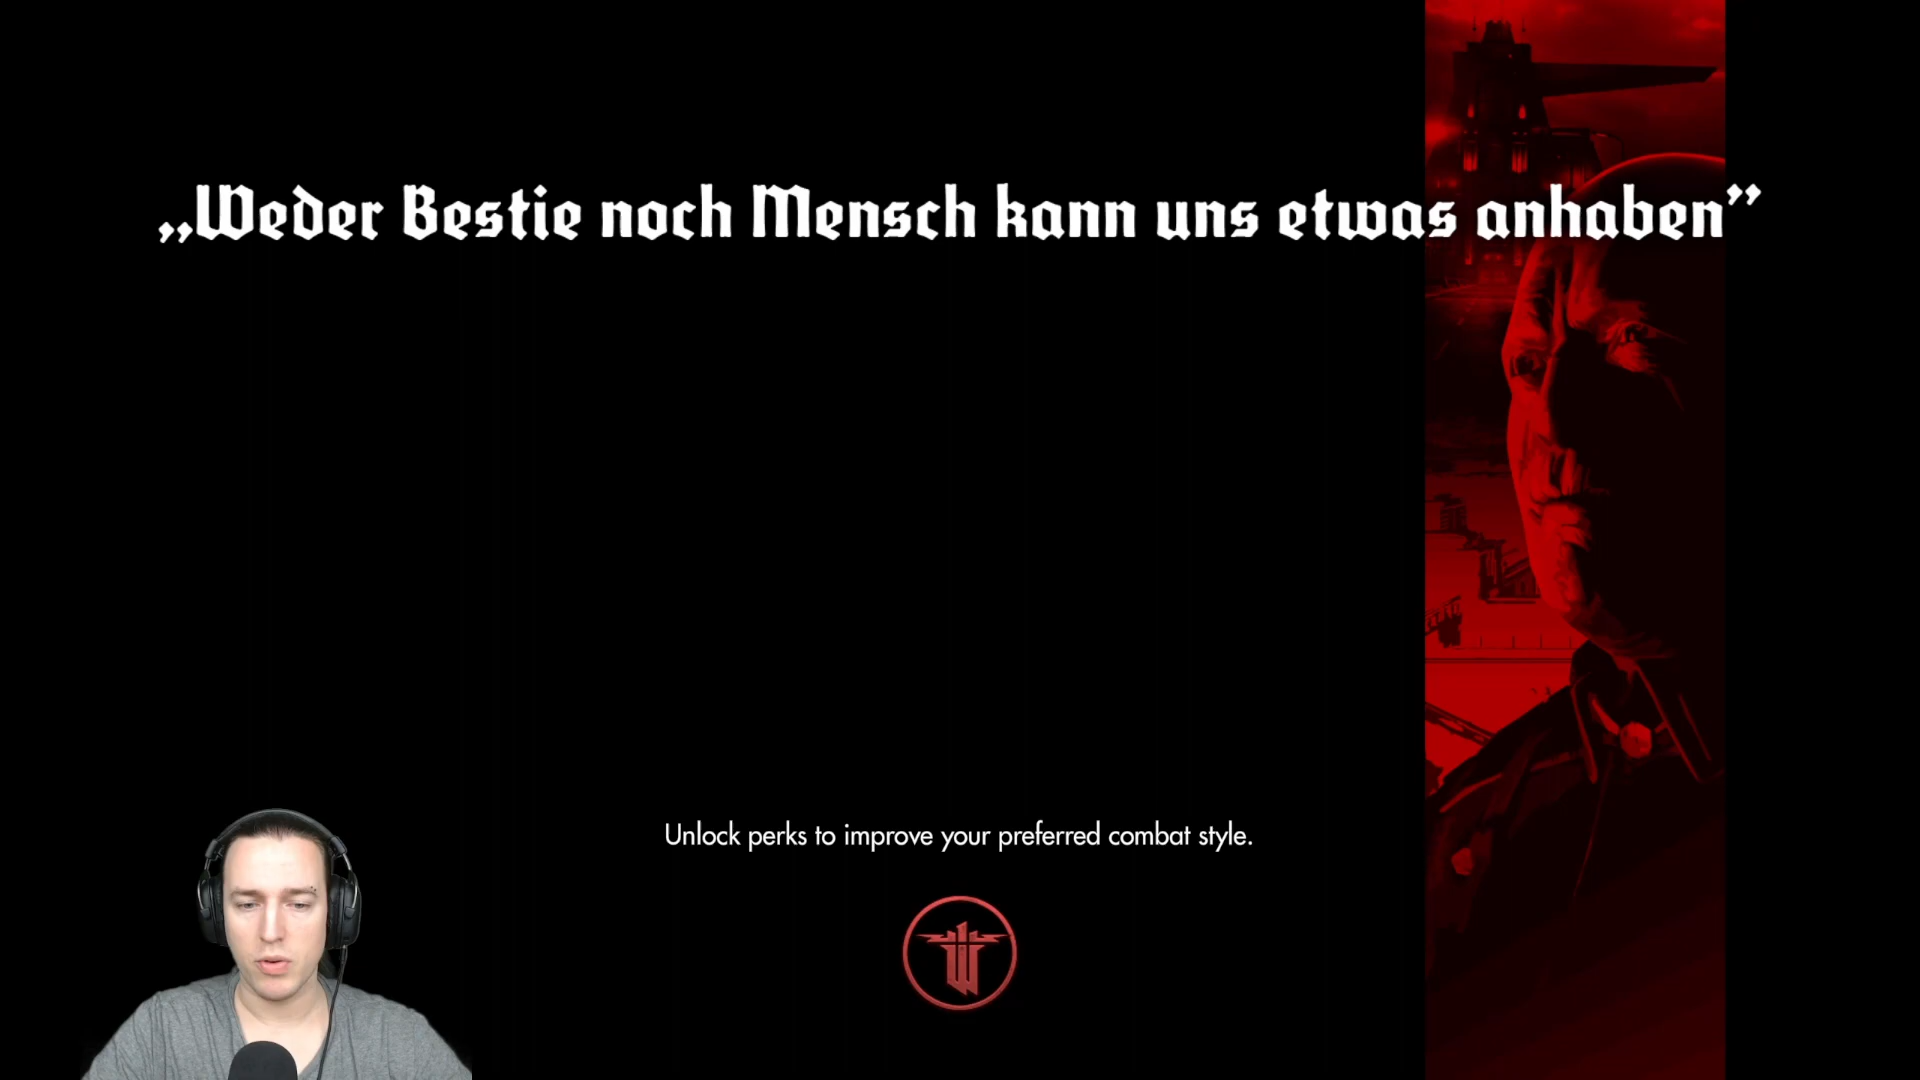 „Weder Bestie noch Mensch kann uns etwas anhaben”
Unlock perks to improve your preferred combat style.